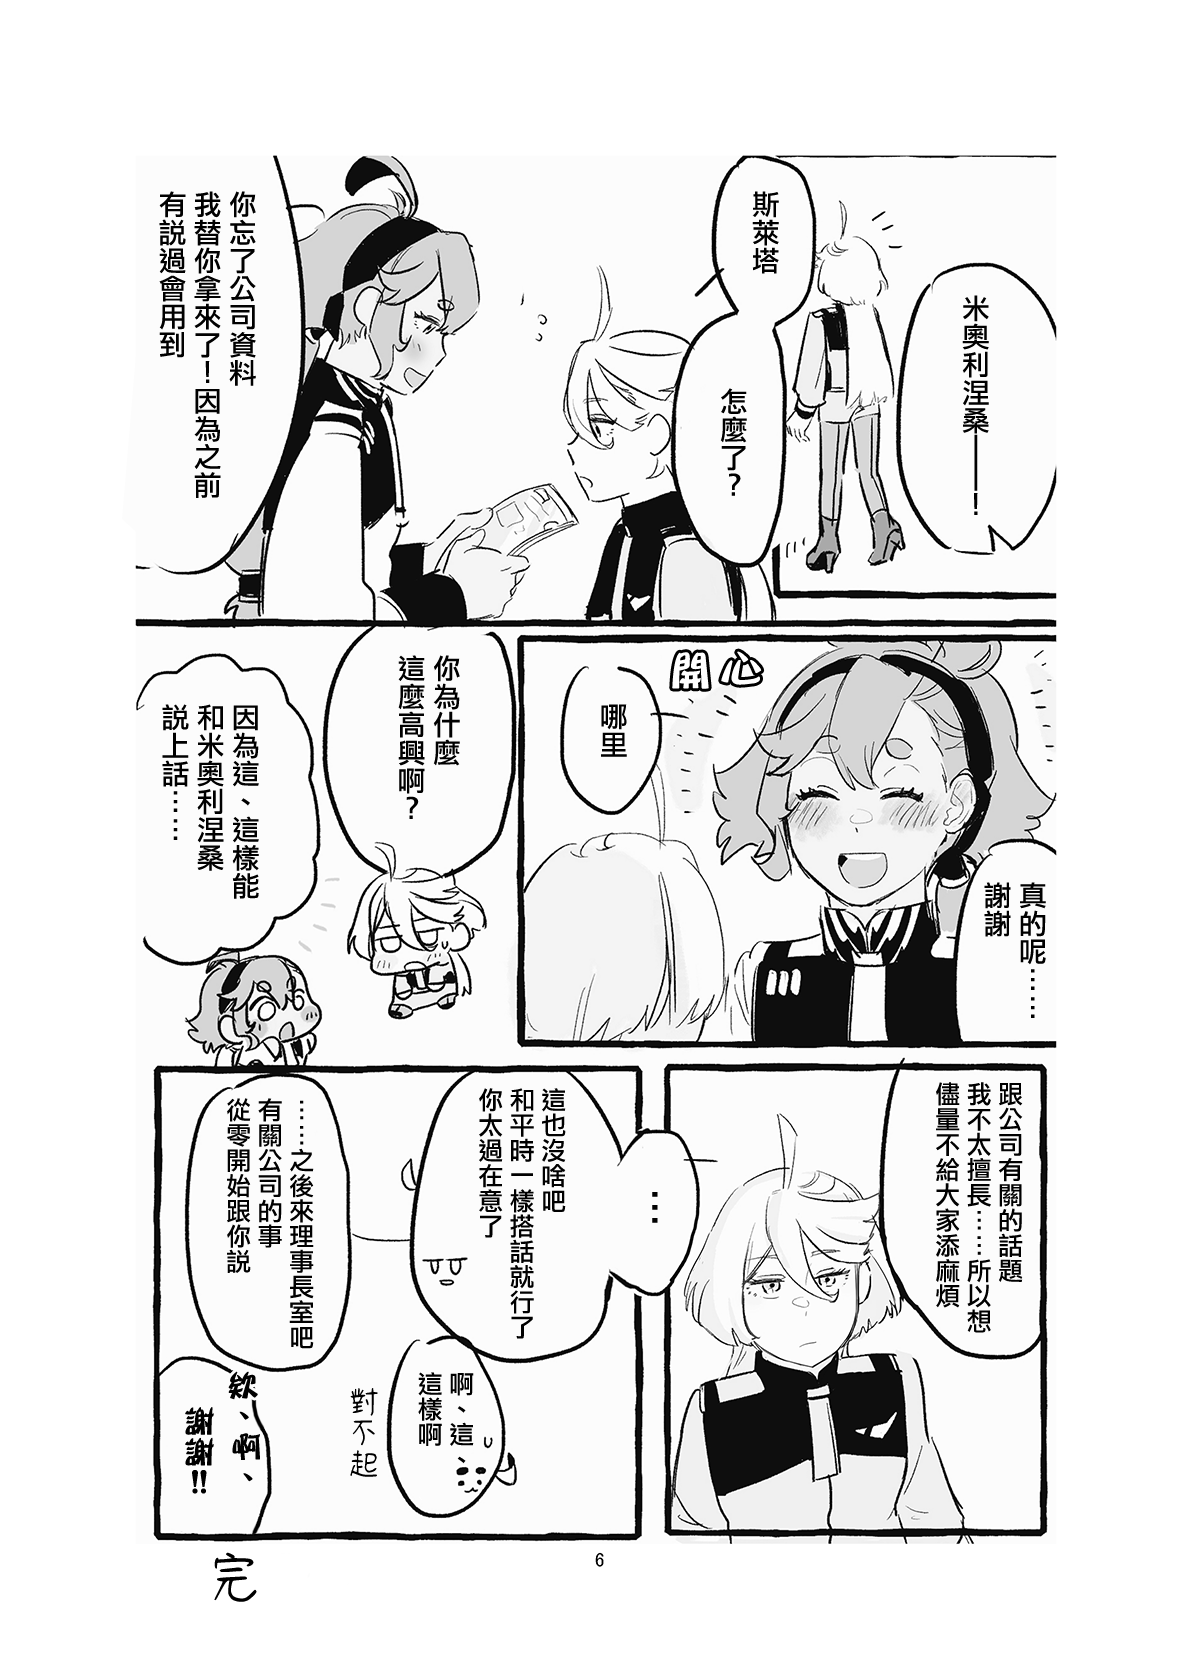 米奧利涅桑——！
斯萊塔
怎麼了？
你忘了公司資料
我替你拿來了！因為之前
有説過會用到
開心
真的呢……
謝謝
哪里
你為什麼
這麼高興啊？
因為這、這樣能
和米奧利涅桑
説上話……
跟公司有關的話題
我不太擅長……所以想
儘量不給大家添麻煩
…
這也沒啥吧
和平時一樣搭話就行了
你太過在意了
啊、這、
這樣啊
對不起
……之後來理事長室吧
有關公司的事
從零開始跟你説
欸、啊、
謝謝!!
6
完